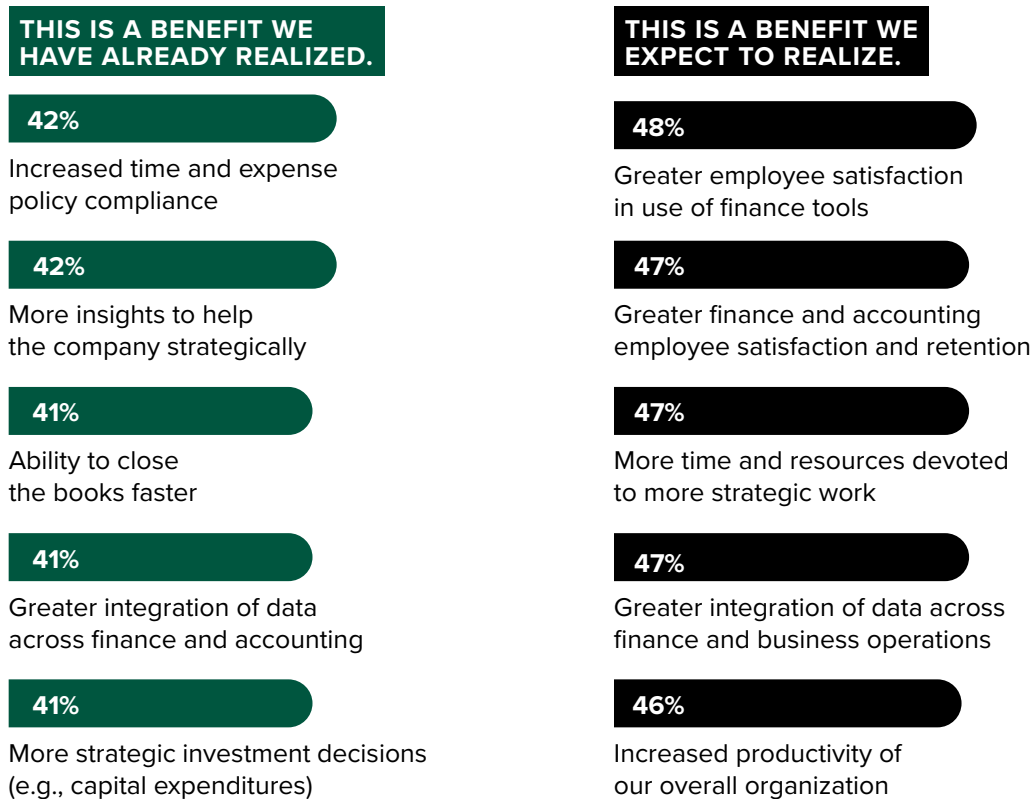 THIS IS A BENEFIT WE
HAVE ALREADY REALIZED.
42%
Increased time and expense
policy compliance
42%
More insights to help
the company strategically
41%
Ability to close
the books faster
41%
Greater integration of data
across finance and accounting
41%
More strategic investment decisions
(e.g., capital expenditures)
THIS IS A BENEFIT WE
EXPECT TO REALIZE.
48%
Greater employee satisfaction
in use of finance tools
47%
Greater finance and accounting
employee satisfaction and retention
47%
More time and resources devoted
to more strategic work
47%
Greater integration of data across
finance and business operations
46%
Increased productivity of
our overall organization